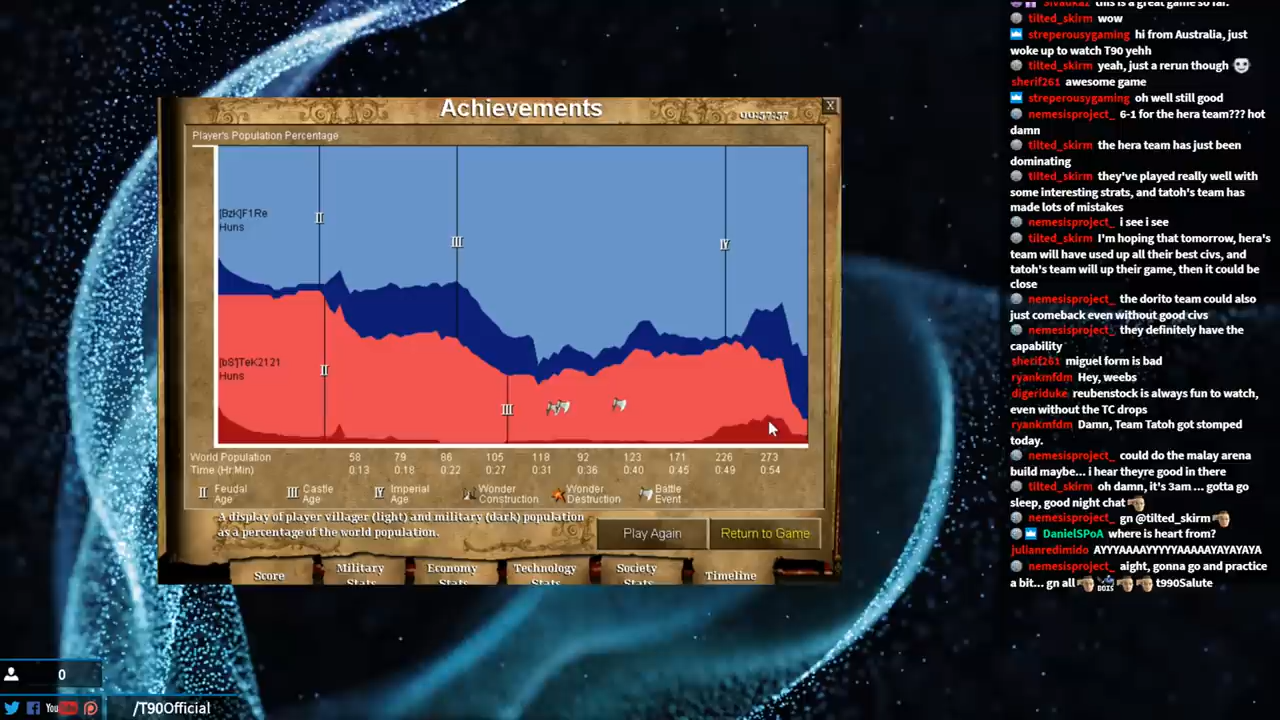 Achievements
00:57:57
X
Player's Population Percentage
[BzK]F1Re
Huns
II
III
IV
[bS']TeK2121
Huns
II
III
World Population 58 79 86 105 118 92 123 171 226 273
Time (Hr:Min) 0:13 0:18 0:22 0:27 0:31 0:36 0:40 0:45 0:49 0:54
II Feudal Age
III Castle Age
IV Imperial Age
Wonder Construction
Wonder Destruction
Battle Event
A display of player villager (light) and military (dark) population
as a percentage of the world population.
Play Again
Return to Game
Score
Military Stats
Economy Stats
Technology Stats
Society Stats
Timeline
0
You
/T90Official
this is a great game so far.
tilted_skirm wow
streperousygaming hi from Australia, just
woke up to watch T90 yehh
tilted_skirm yeah, just a rerun though
sherif261 awesome game
streperousygaming oh well still good
nemesisproject_ 6-1 for the hera team??? hot
damn
tilted_skirm the hera team has just been
dominating
tilted_skirm they've played really well with
some interesting strats, and tatoh's team has
made lots of mistakes
nemesisproject_ i see i see
tilted_skirm I'm hoping that tomorrow, hera's
team will have used up all their best civs, and
tatoh's team will up their game, then it could be
close
nemesisproject_ the dorito team could also
just comeback even without good civs
nemesisproject_ they definitely have the
capability
sherif261 miguel form is bad
ryankmfdm Hey, weebs
digeriduke reubenstock is always fun to watch,
even without the TC drops
ryankmfdm Damn, Team Tatoh got stomped
today.
nemesisproject_ could do the malay arena
build maybe... i hear theyre good in there
tilted_skirm oh damn, it's 3am ... gotta go
sleep, good night chat
nemesisproject_ gn @tilted_skirm
DanielSPoA where is heart from?
julianredimido AYYYAAAAYYYYYAAAAAYAYAYAYA
nemesisproject_ aight, gonna go and practice
a bit... gn all t90Salute